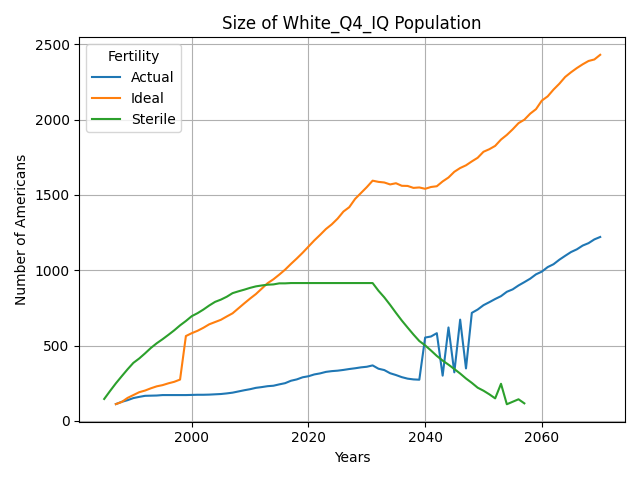 Size of White_Q4_IQ Population
Number of Americans
2500
2000
1500
1000
500
0
Fertility
Actual
Ideal
Sterile
2000
2020
2040
2060
Years